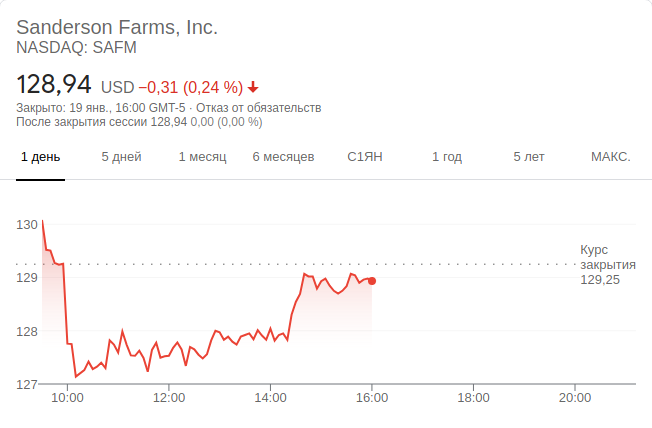 Sanderson Farms, Inc.
NASDAQ: SAFM
128,94 USD −0,31 (0,24 %)
Закрыто: 19 янв., 16:00 GMT-5 · Отказ от обязательств
После закрытия сессии 128,94 0,00 (0,00 %)
1 день 5 дней 1 месяц 6 месяцев С1ЯН 1 год 5 лет МАКС.
130
Курс
закрытия
129,25
129
128
127
10:00 12:00 14:00 16:00 18:00 20:00